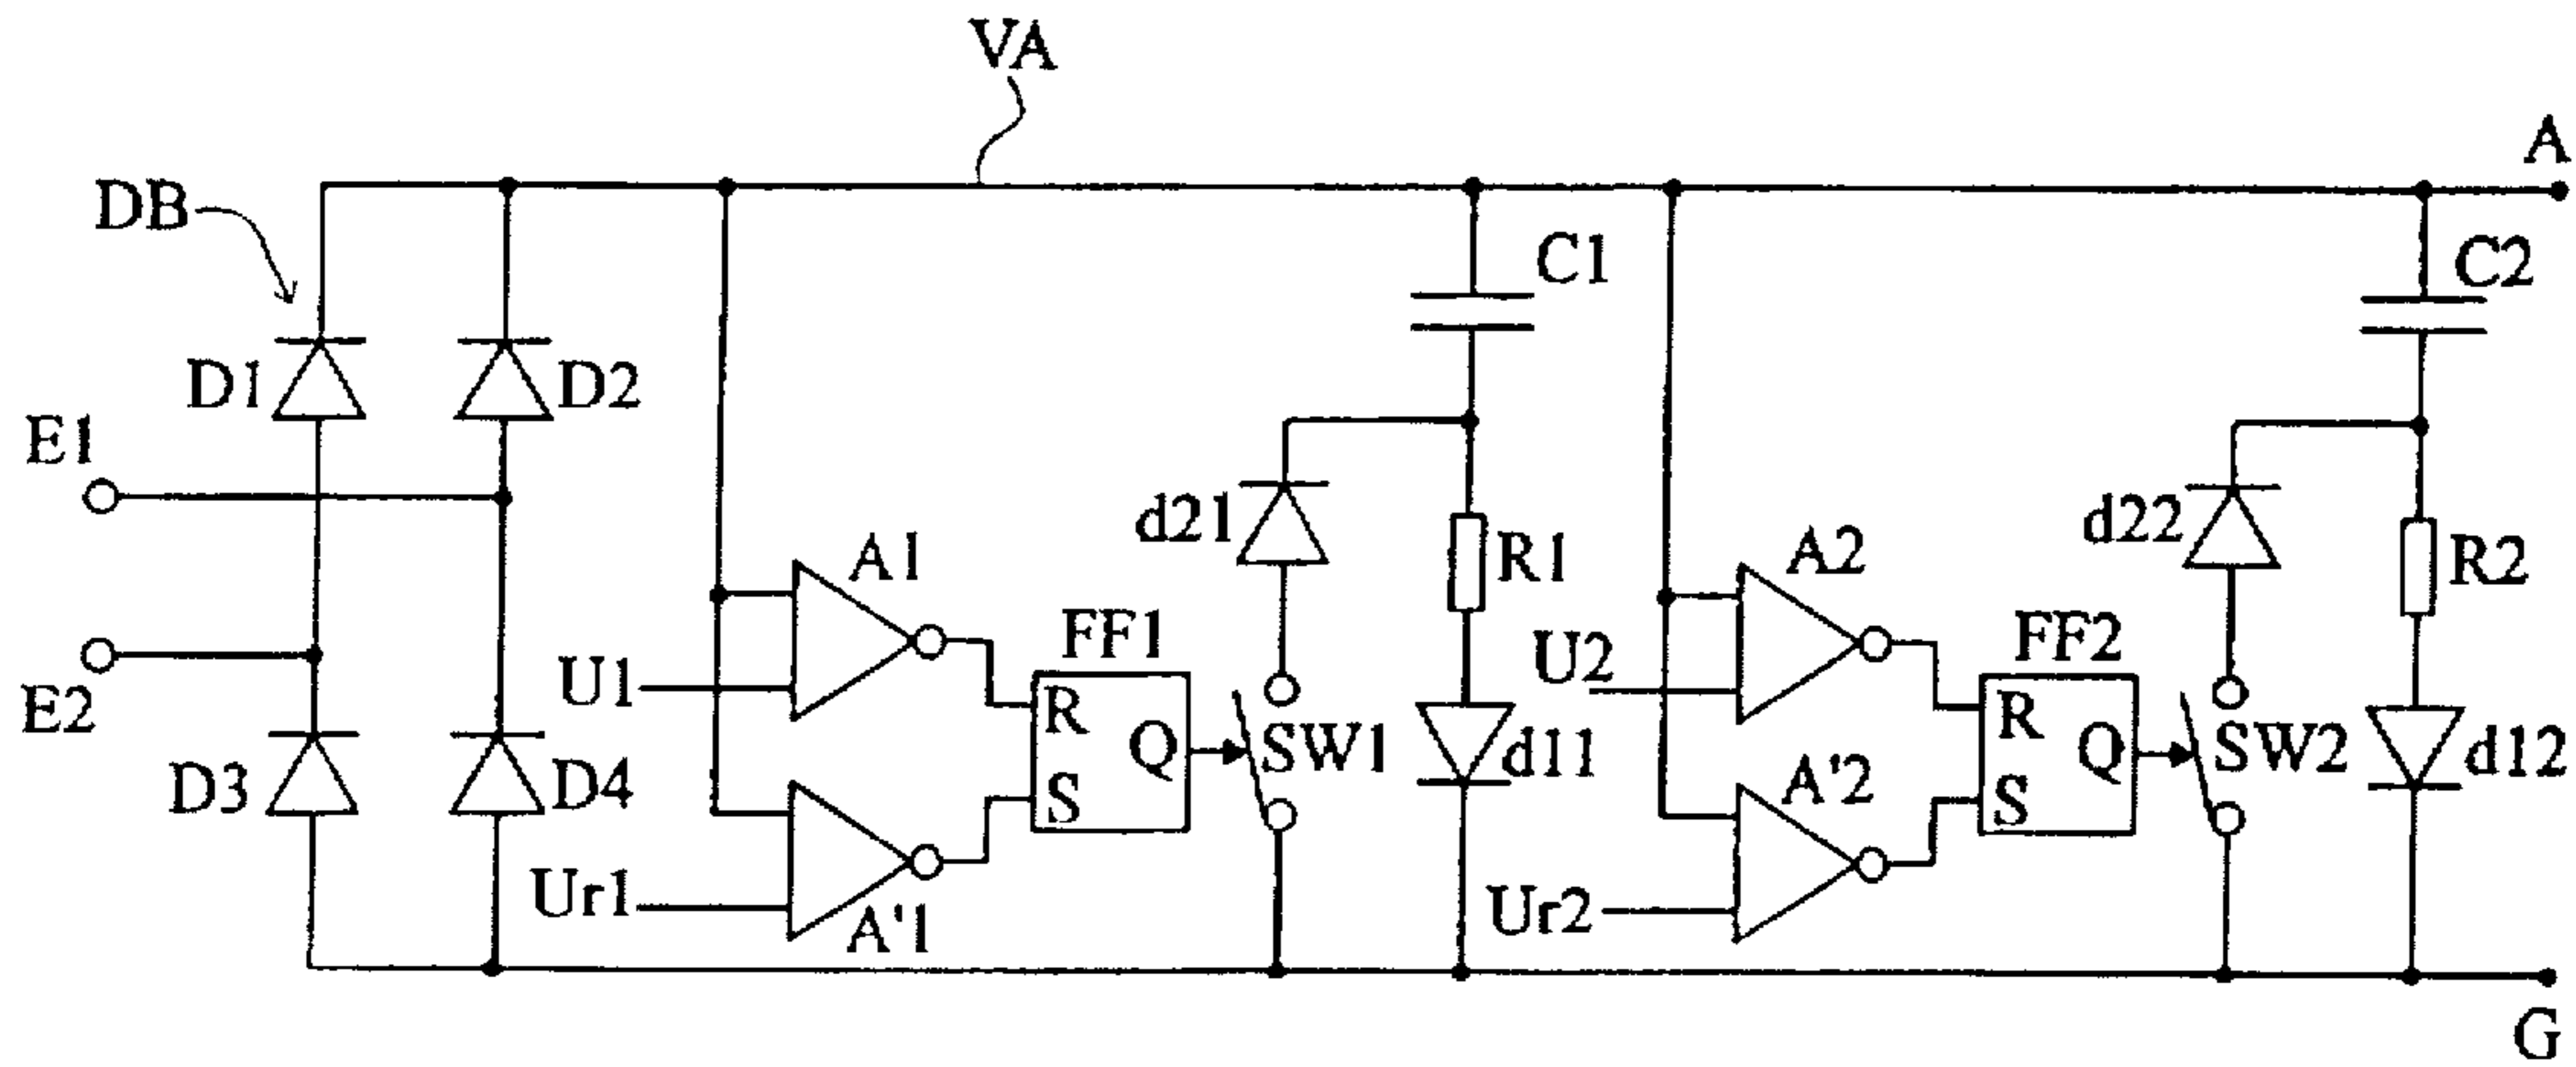 VA
A
DB
C1
C2
D1
D2
E1
d21
d22
A1
R1
A2
R2
FF1
FF2
U1
U2
E2
R
Q
S
SW1
d11
R
Q
S
SW2
d12
D3
D4
Ur1
A'1
A'2
Ur2
G